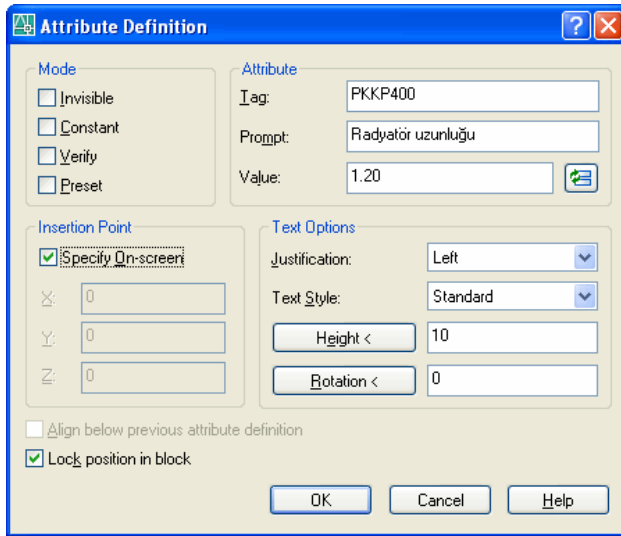 Attribute Definition
Mode
Invisible
Constant
Verify
Preset
Attribute
Tag: PKKP400
Prompt: Radyatör uzunluğu
Value: 1.20
Insertion Point
Specify On-screen
X: 0
Y: 0
Z: 0
Text Options
Justification: Left
Text Style: Standard
Height < 10
Rotation < 0
Align below previous attribute definition
Lock position in block
OK Cancel Help